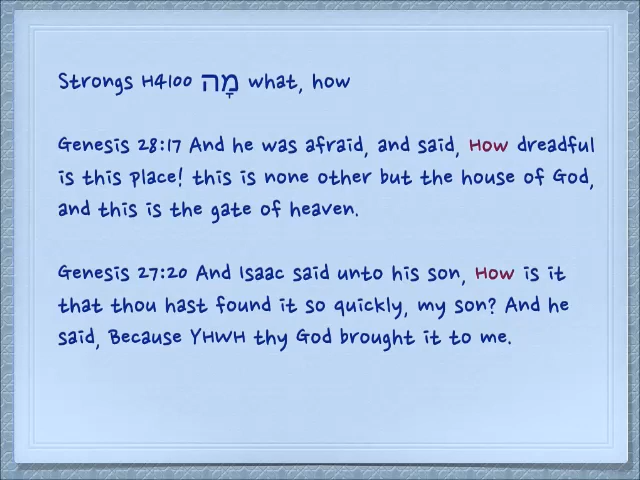 Strongs H4100 מָה what, how
Genesis 28:17 And he was afraid, and said, How dreadful
is this place! this is none other but the house of God,
and this is the gate of heaven.
Genesis 27:20 And Isaac said unto his son, How is it
that thou hast found it so quickly, my son? And he
said, Because YHWH thy God brought it to me.